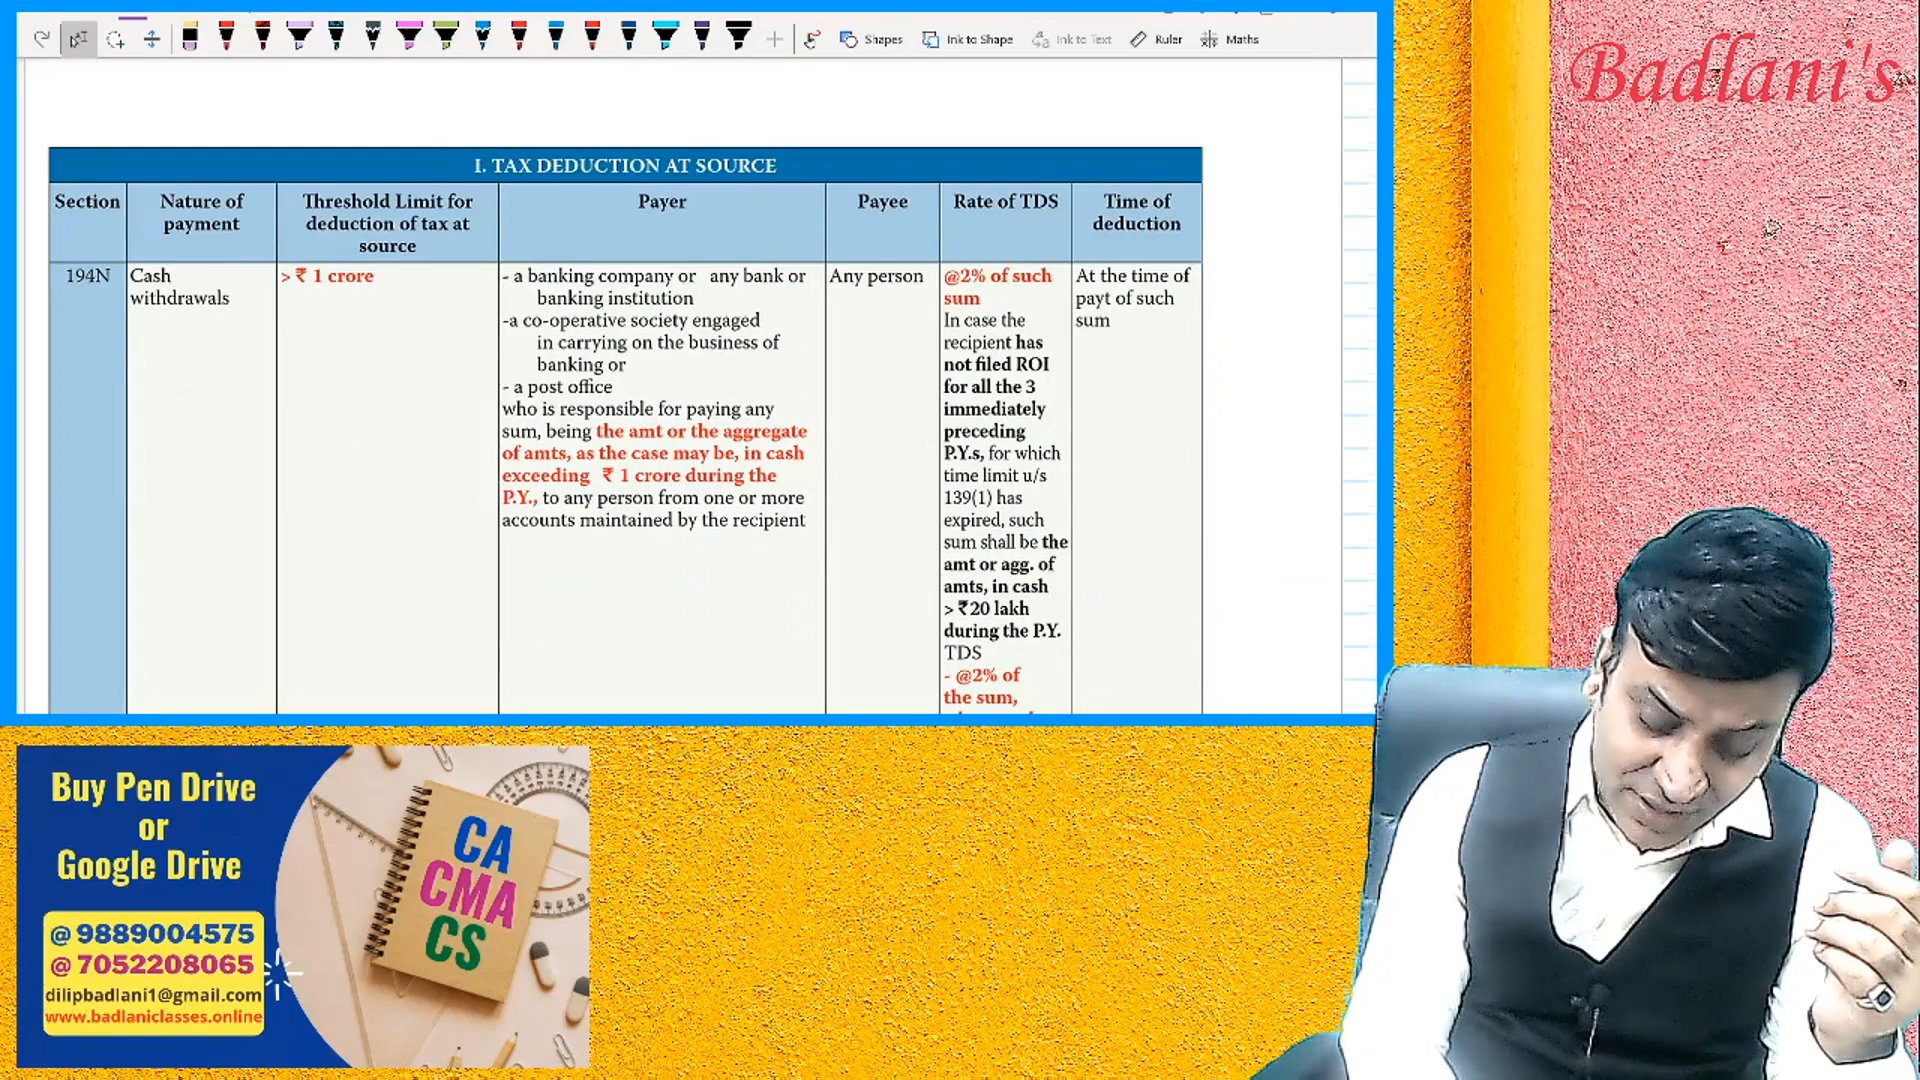 Shapes
Ink to Shape
Ink to Text
Ruler
Maths
Badlani's
I. TAX DEDUCTION AT SOURCE
Section
Nature of
payment
Threshold Limit for
deduction of tax at
source
Payer
Payee
Rate of TDS
Time of
deduction
194N
Cash
withdrawals
> ₹ 1 crore
- a banking company or any bank or
banking institution
-a co-operative society engaged
in carrying on the business of
banking or
- a post office
who is responsible for paying any
sum, being the amt or the aggregate
of amts, as the case may be, in cash
exceeding ₹ 1 crore during the
P.Y., to any person from one or more
accounts maintained by the recipient
Any person
@2% of such
sum
In case the
recipient has
not filed ROI
for all the 3
immediately
preceding
P.Y.s, for which
time limit u/s
139(1) has
expired, such
sum shall be the
amt or agg. of
amts, in cash
> ₹20 lakh
during the P.Y.
TDS
- @2% of
the sum,
At the time of
payt of such
sum
Buy Pen Drive
or
Google Drive
@ 9889004575
@ 7052208065
dilipbadlani1@gmail.com
www.badlaniclasses.online
CA
CMA
CS